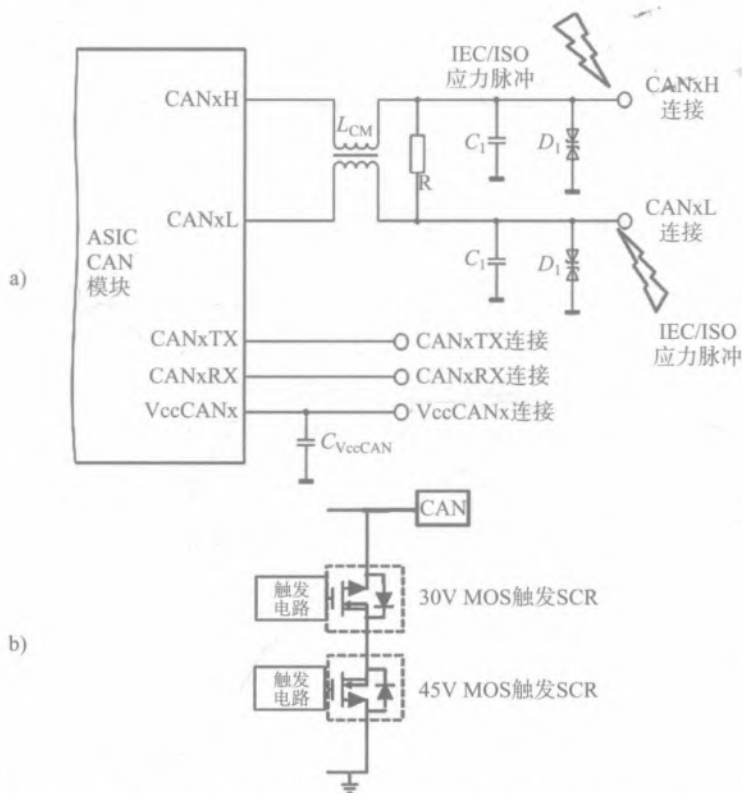 a)
ASIC
CAN
模块
CANxH
CANxL
CANxTX
CANxRX
VccCANx
L_CM
R
C_1
D_1
C_1
D_1
IEC/ISO
应力脉冲
CANxH
连接
CANxL
连接
IEC/ISO
应力脉冲
CANxTX连接
CANxRX连接
VccCANx连接
C_VccCAN
b)
CAN
触发
电路
30V MOS触发SCR
触发
电路
45V MOS触发SCR